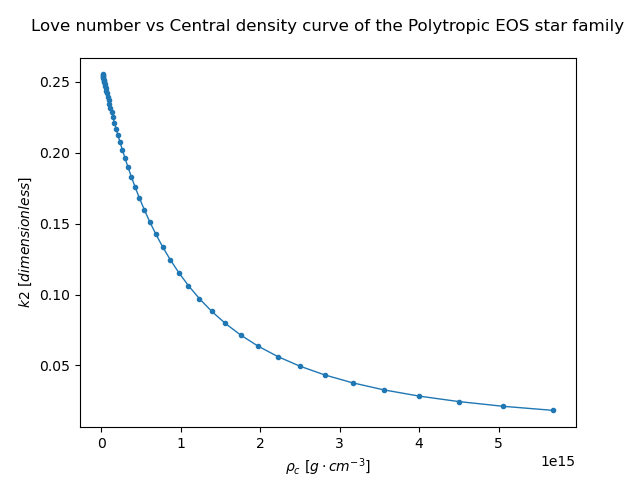 Love number vs Central density curve of the Polytropic EOS star family
0.25
0.20
0.15
0.10
0.05
k2 [dimensionless]
0 1 2 3 4 5
1e15
ρc [g · cm−3]